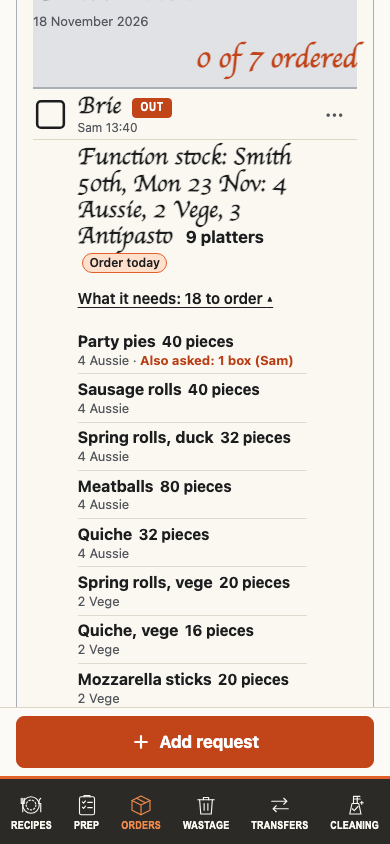 18 November 2026
0 of 7 ordered
Brie OUT
Sam 13:40
Function stock: Smith
50th, Mon 23 Nov: 4
Aussie, 2 Vege, 3
Antipasto 9 platters
Order today
What it needs: 18 to order ▴
Party pies 40 pieces
4 Aussie · Also asked: 1 box (Sam)
Sausage rolls 40 pieces
4 Aussie
Spring rolls, duck 32 pieces
4 Aussie
Meatballs 80 pieces
4 Aussie
Quiche 32 pieces
4 Aussie
Spring rolls, vege 20 pieces
2 Vege
Quiche, vege 16 pieces
2 Vege
Mozzarella sticks 20 pieces
2 Vege
+ Add request
RECIPES PREP ORDERS WASTAGE TRANSFERS CLEANING